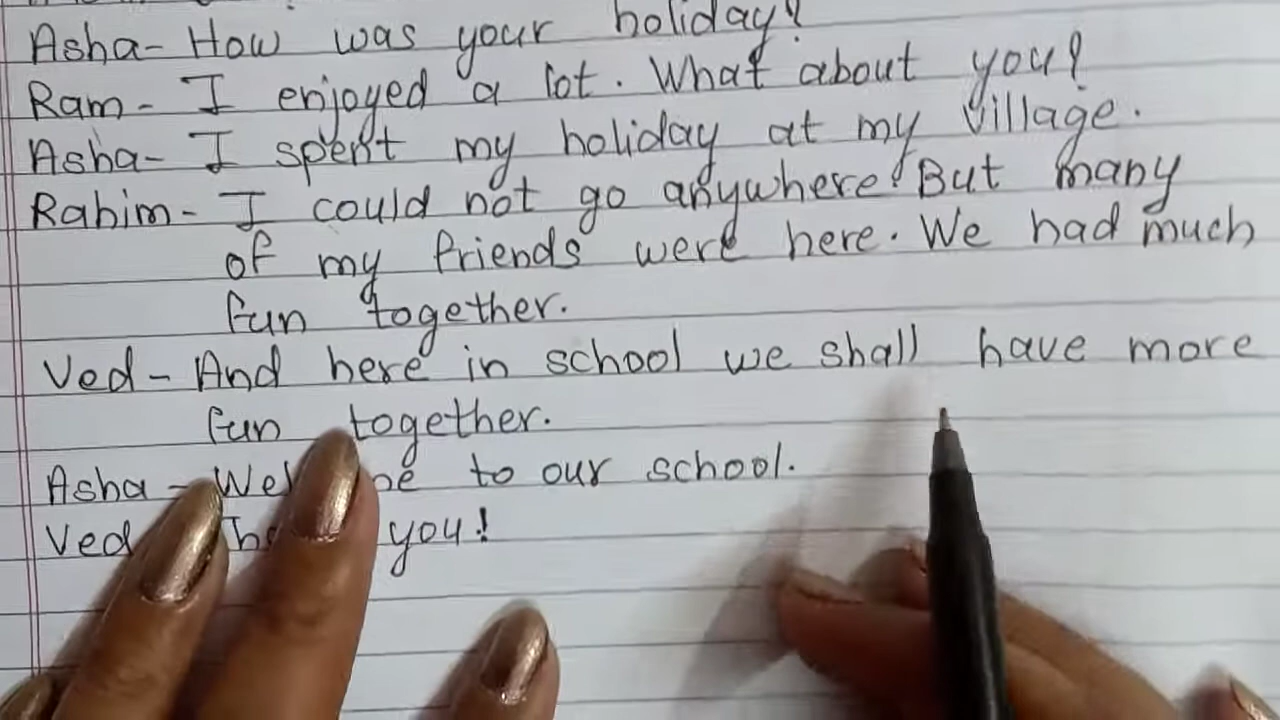 Asha- How was your holiday?
Ram- I enjoyed a lot. What about you?
Asha- I spent my holiday at my village.
Rahim- I could not go anywhere. But many
of my friends were here. We had much
fun together.
Ved- And here in school we shall have more
fun together.
Asha- to our school.
Ved you!